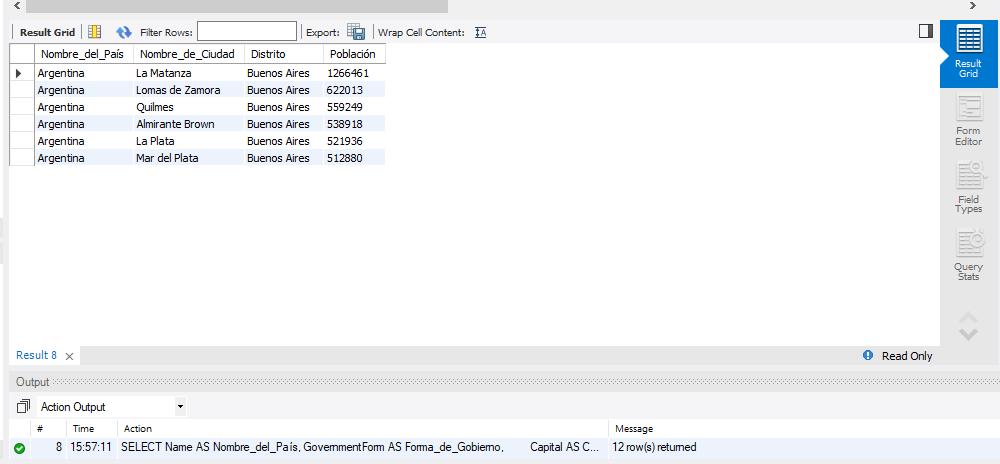 Result Grid Filter Rows: Export: Wrap Cell Content: IA
Nombre_del_País Nombre_de_Ciudad Distrito Población
Argentina La Matanza Buenos Aires 1266461
Argentina Lomas de Zamora Buenos Aires 622013
Argentina Quilmes Buenos Aires 559249
Argentina Almirante Brown Buenos Aires 538918
Argentina La Plata Buenos Aires 521936
Argentina Mar del Plata Buenos Aires 512880
Result
Grid
Form
Editor
Field
Types
Query
Stats
Result 8 Read Only
Output
Action Output
# Time Action Message
8 15:57:11 SELECT Name AS Nombre_del_País, GovernmentForm AS Forma_de_Gobierno, Capital AS C... 12 row(s) returned